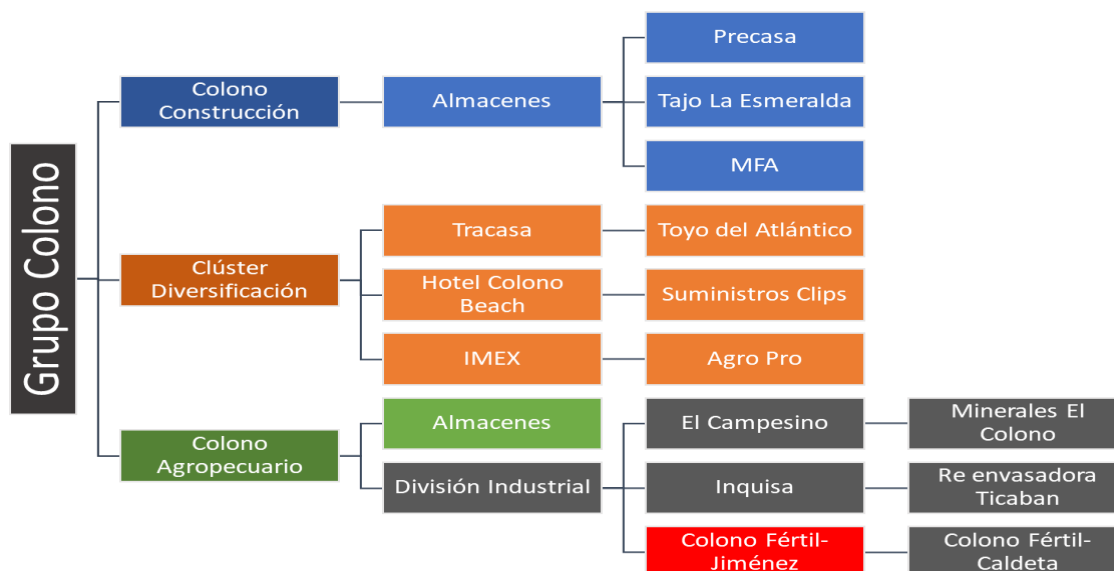 Grupo Colono
Colono
Construcción
Almacenes
Precasa
Tajo La Esmeralda
MFA
Clúster
Diversificación
Tracasa
Toyo del Atlántico
Hotel Colono
Beach
Suministros Clips
IMEX
Agro Pro
Colono
Agropecuario
Almacenes
División Industrial
El Campesino
Minerales El
Colono
Inquisa
Re envasadora
Ticaban
Colono Fértil-
Jiménez
Colono Fértil-
Caldeta